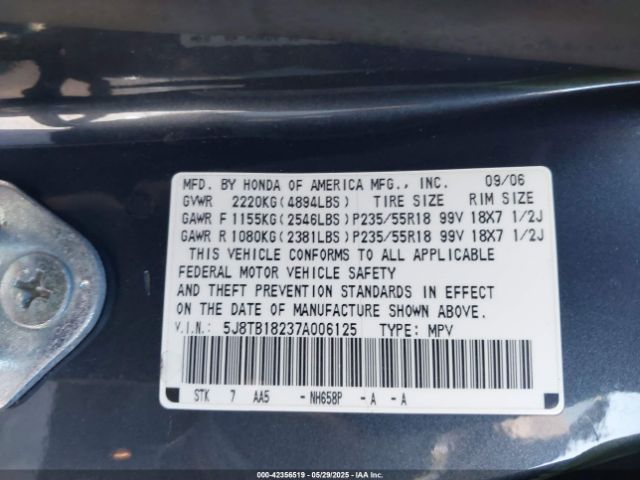 MFD. BY HONDA OF AMERICA MFG., INC. 09/06
GVWR 2220KG(4894LBS) TIRE SIZE RIM SIZE
GAWR F 1155KG(2546LBS)P235/55R18 99V 18X7 1/2J
GAWR R 1080KG(2381LBS)P235/55R18 99V 18X7 1/2J
THIS VEHICLE CONFORMS TO ALL APPLICABLE
FEDERAL MOTOR VEHICLE SAFETY
AND THEFT PREVENTION STANDARDS IN EFFECT
ON THE DATE OF MANUFACTURE SHOWN ABOVE.
V.I.N.: 5J8TB18237A006125 TYPE: MPV
STK 7 AA5 -NH658P -A -A
000-42356519 | 05/29/2025 | IAAI.com